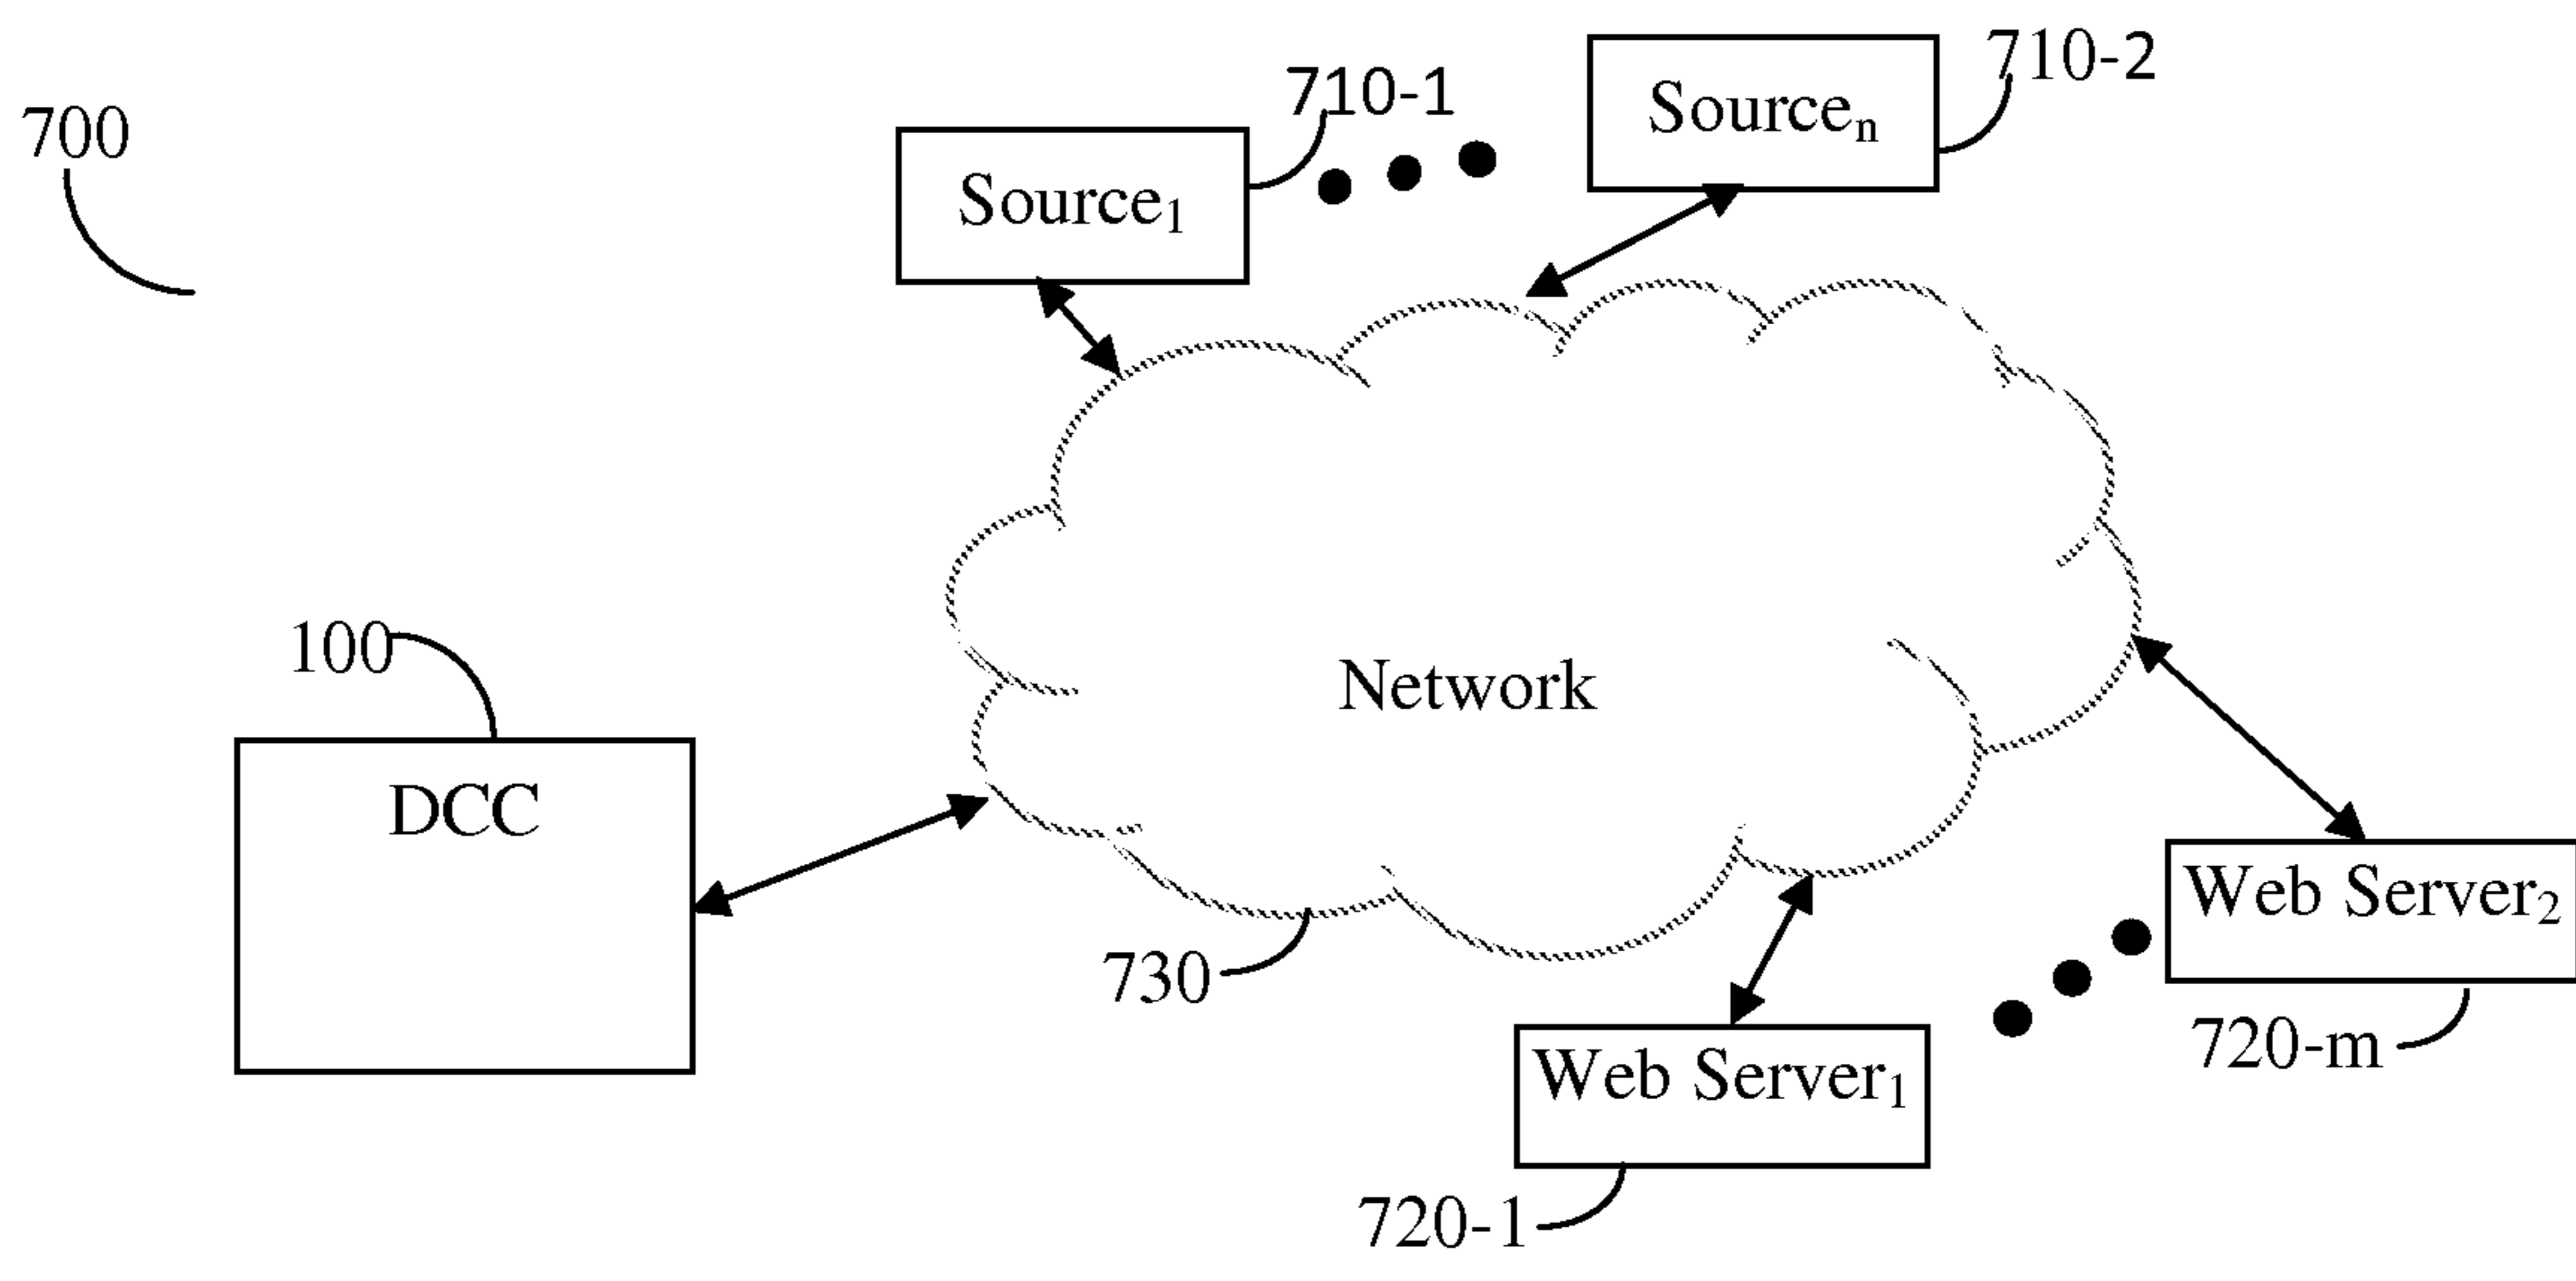 710-2
Sourceₙ
710-1
700
Source₁
100
Network
DCC
Web Server₂
730
720-m
Web Server₁
720-1